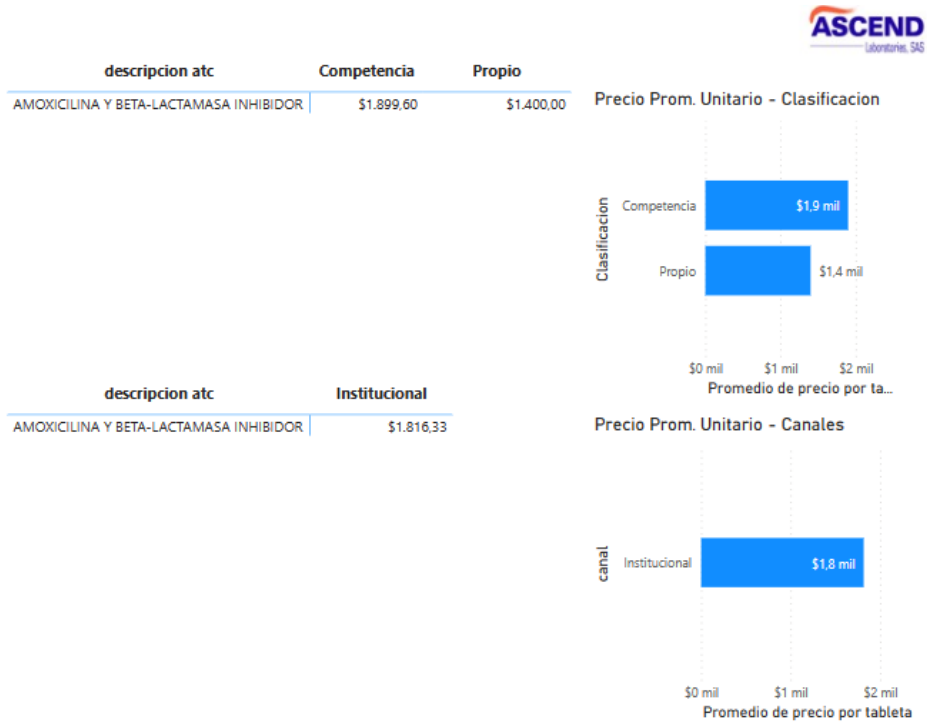 ASCEND
Laboratories, SAS
descripcion atc Competencia Propio
AMOXICILINA Y BETA-LACTAMASA INHIBIDOR $1.899,60 $1.400,00
Precio Prom. Unitario - Clasificacion
Clasificacion
Competencia $1,9 mil
Propio $1,4 mil
$0 mil $1 mil $2 mil
Promedio de precio por ta...
descripcion atc Institucional
AMOXICILINA Y BETA-LACTAMASA INHIBIDOR $1.816,33
Precio Prom. Unitario - Canales
canal
Institucional $1,8 mil
$0 mil $1 mil $2 mil
Promedio de precio por tableta